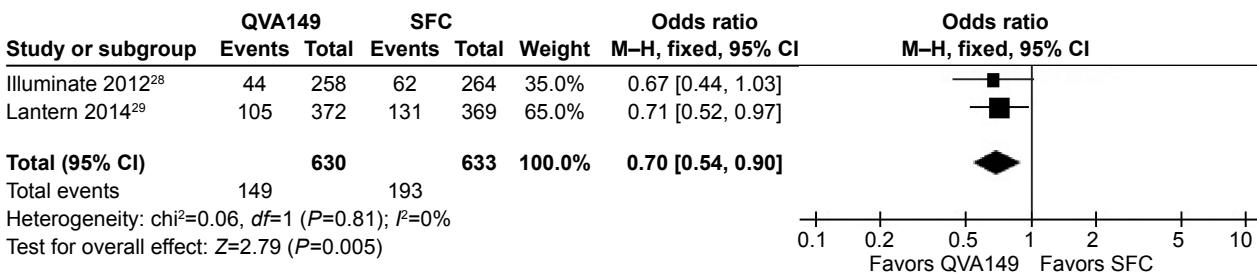 QVA149 SFC Odds ratio Odds ratio
Study or subgroup Events Total Events Total Weight M–H, fixed, 95% CI M–H, fixed, 95% CI
Illuminate 2012²⁸ 44 258 62 264 35.0% 0.67 [0.44, 1.03]
Lantern 2014²⁹ 105 372 131 369 65.0% 0.71 [0.52, 0.97]
Total (95% CI) 630 633 100.0% 0.70 [0.54, 0.90]
Total events 149 193
Heterogeneity: chi²=0.06, df=1 (P=0.81); I²=0%
Test for overall effect: Z=2.79 (P=0.005)
0.1 0.2 0.5 1 2 5 10
Favors QVA149 Favors SFC